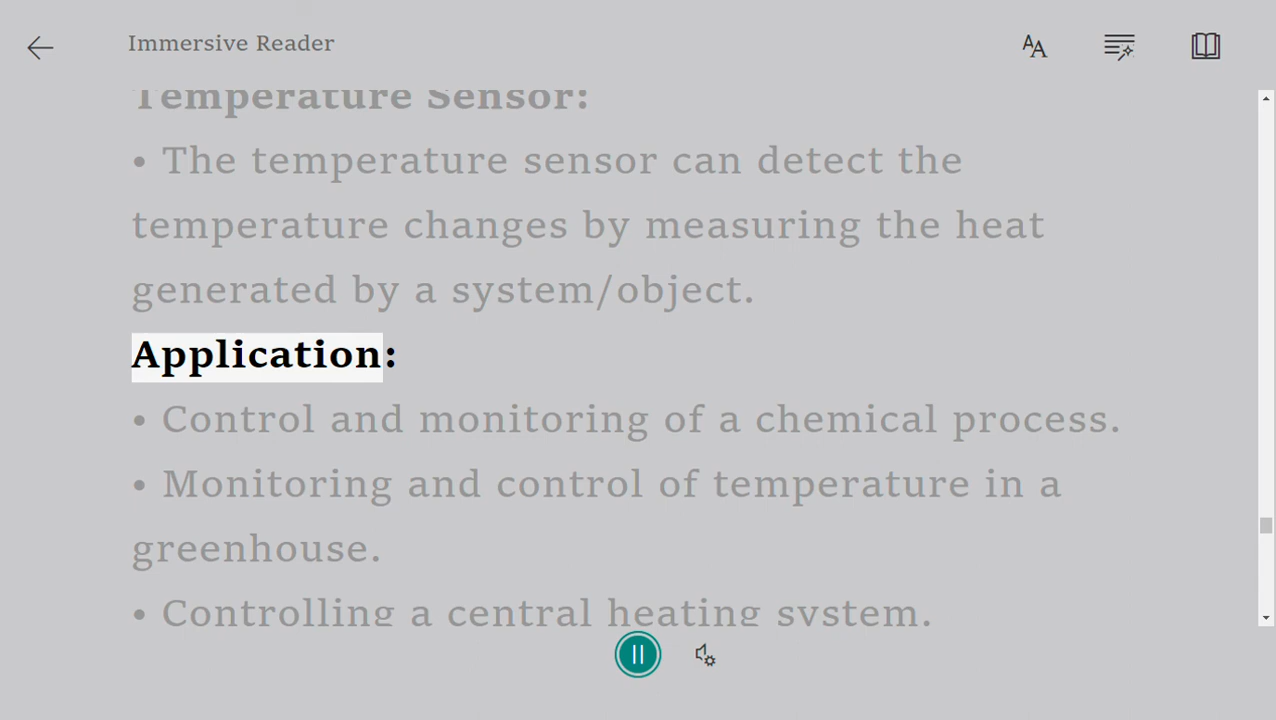 Immersive Reader
Temperature Sensor:
• The temperature sensor can detect the
temperature changes by measuring the heat
generated by a system/object.
Application:
• Control and monitoring of a chemical process.
• Monitoring and control of temperature in a
greenhouse.
• Controlling a central heating system.